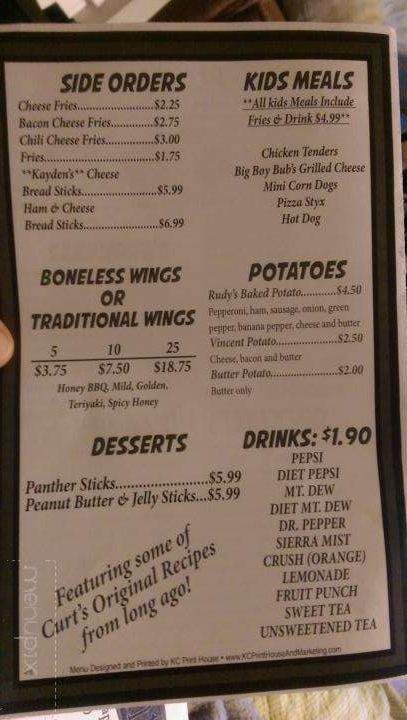 SIDE ORDERS
Cheese Fries.....................$2.25
Bacon Cheese Fries............$2.75
Chili Cheese Fries..............$3.00
Fries.................................$1.75
**Kayden's** Cheese
Bread Sticks.....................$5.99
Ham & Cheese
Bread Sticks.....................$6.99
KIDS MEALS
**All kids Meals Include
Fries & Drink $4.99**
Chicken Tenders
Big Boy Bub's Grilled Cheese
Mini Corn Dogs
Pizza Styx
Hot Dog
BONELESS WINGS
OR
TRADITIONAL WINGS
5 10 25
$3.75 $7.50 $18.75
Honey BBQ, Mild, Golden,
Teriyaki, Spicy Honey
POTATOES
Rudy's Baked Potato...........$4.50
Pepperoni, ham, sausage, onion, green
pepper, banana pepper, cheese and butter
Vincent Potato....................$2.50
Cheese, bacon and butter
Butter Potato......................$2.00
Butter only
DESSERTS
Panther Sticks.......................$5.99
Peanut Butter & Jelly Sticks...$5.99
Featuring some of
Curt's Original Recipes
from long ago!
DRINKS: $1.90
PEPSI
DIET PEPSI
MT. DEW
DIET MT. DEW
DR. PEPPER
SIERRA MIST
CRUSH (ORANGE)
LEMONADE
FRUIT PUNCH
SWEET TEA
UNSWEETENED TEA
Menu Designed and Printed by KC Print House • www.KCPrintHouseAndMarketing.com
menupix